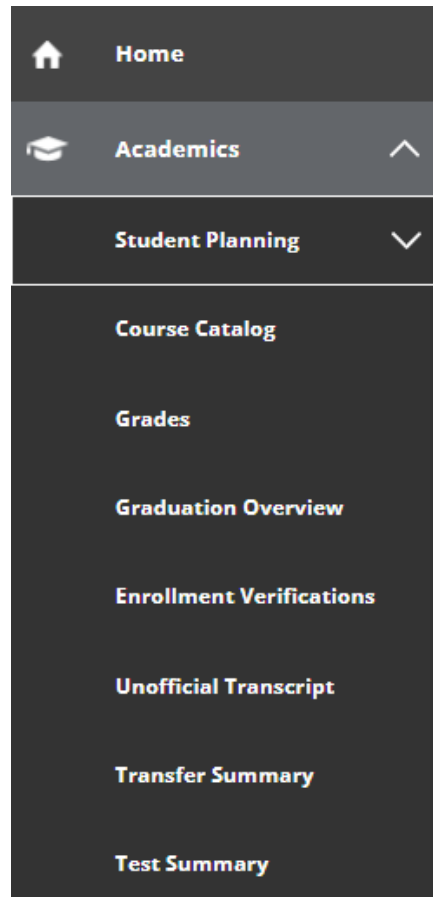 Home
Academics
Student Planning
Course Catalog
Grades
Graduation Overview
Enrollment Verifications
Unofficial Transcript
Transfer Summary
Test Summary